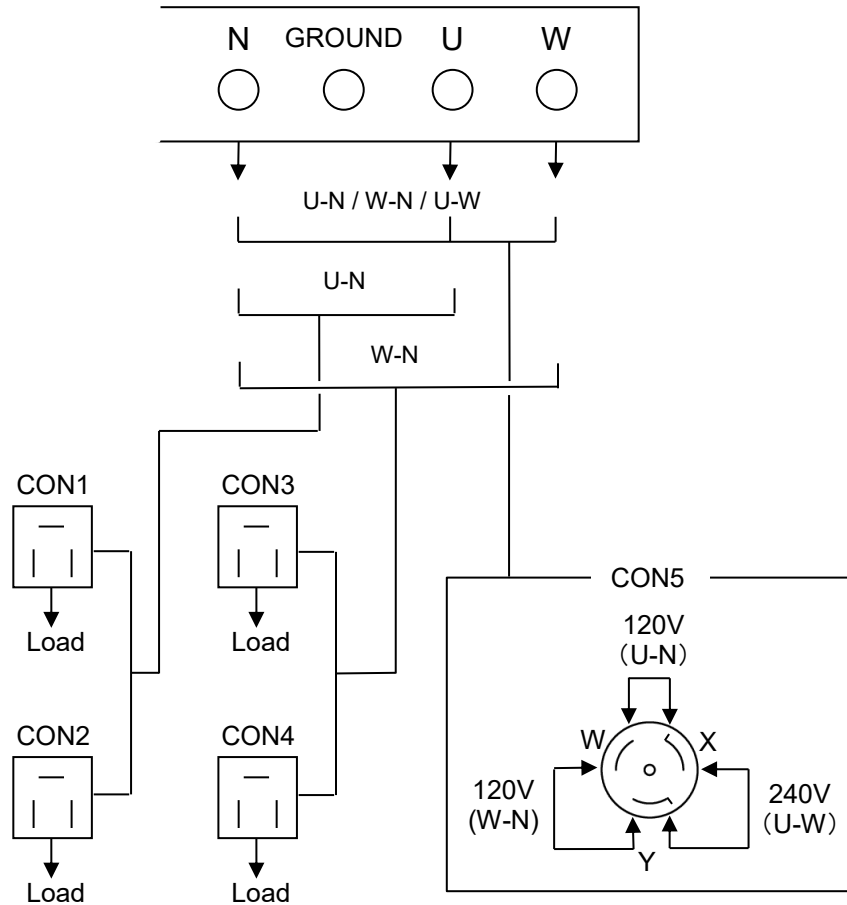 N GROUND U W
U-N / W-N / U-W
U-N
W-N
CON1 CON3
Load Load
CON2 CON4
Load Load
CON5
120V
（U-N）
W X
120V
(W-N)
240V
（U-W）
Y